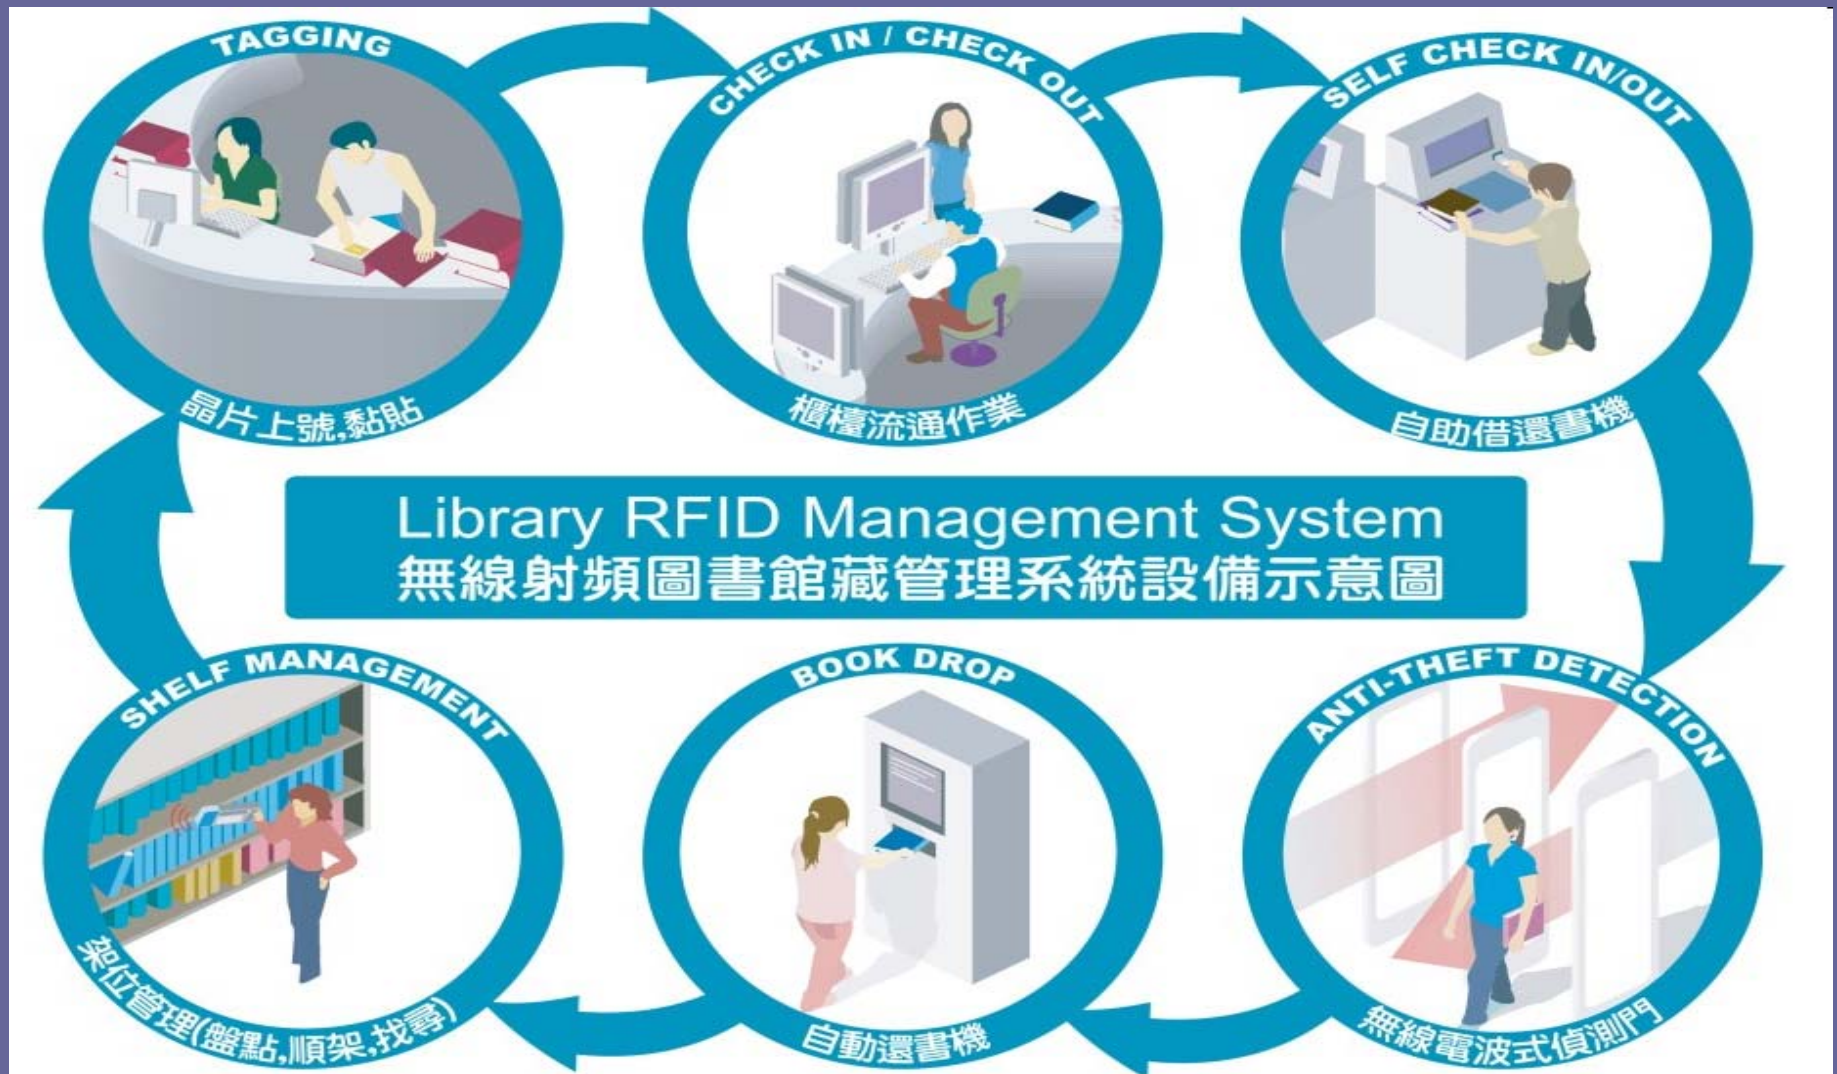 TAGGING
晶片上號,黏貼
CHECK IN / CHECK OUT
櫃檯流通作業
SELF CHECK IN/OUT
自助借還書機
Library RFID Management System
無線射頻圖書館藏管理系統設備示意圖
SHELF MANAGEMENT
架位管理(盤點,順架,找尋)
BOOK DROP
自動還書機
ANTI-THEFT DETECTION
無線電波式偵測門